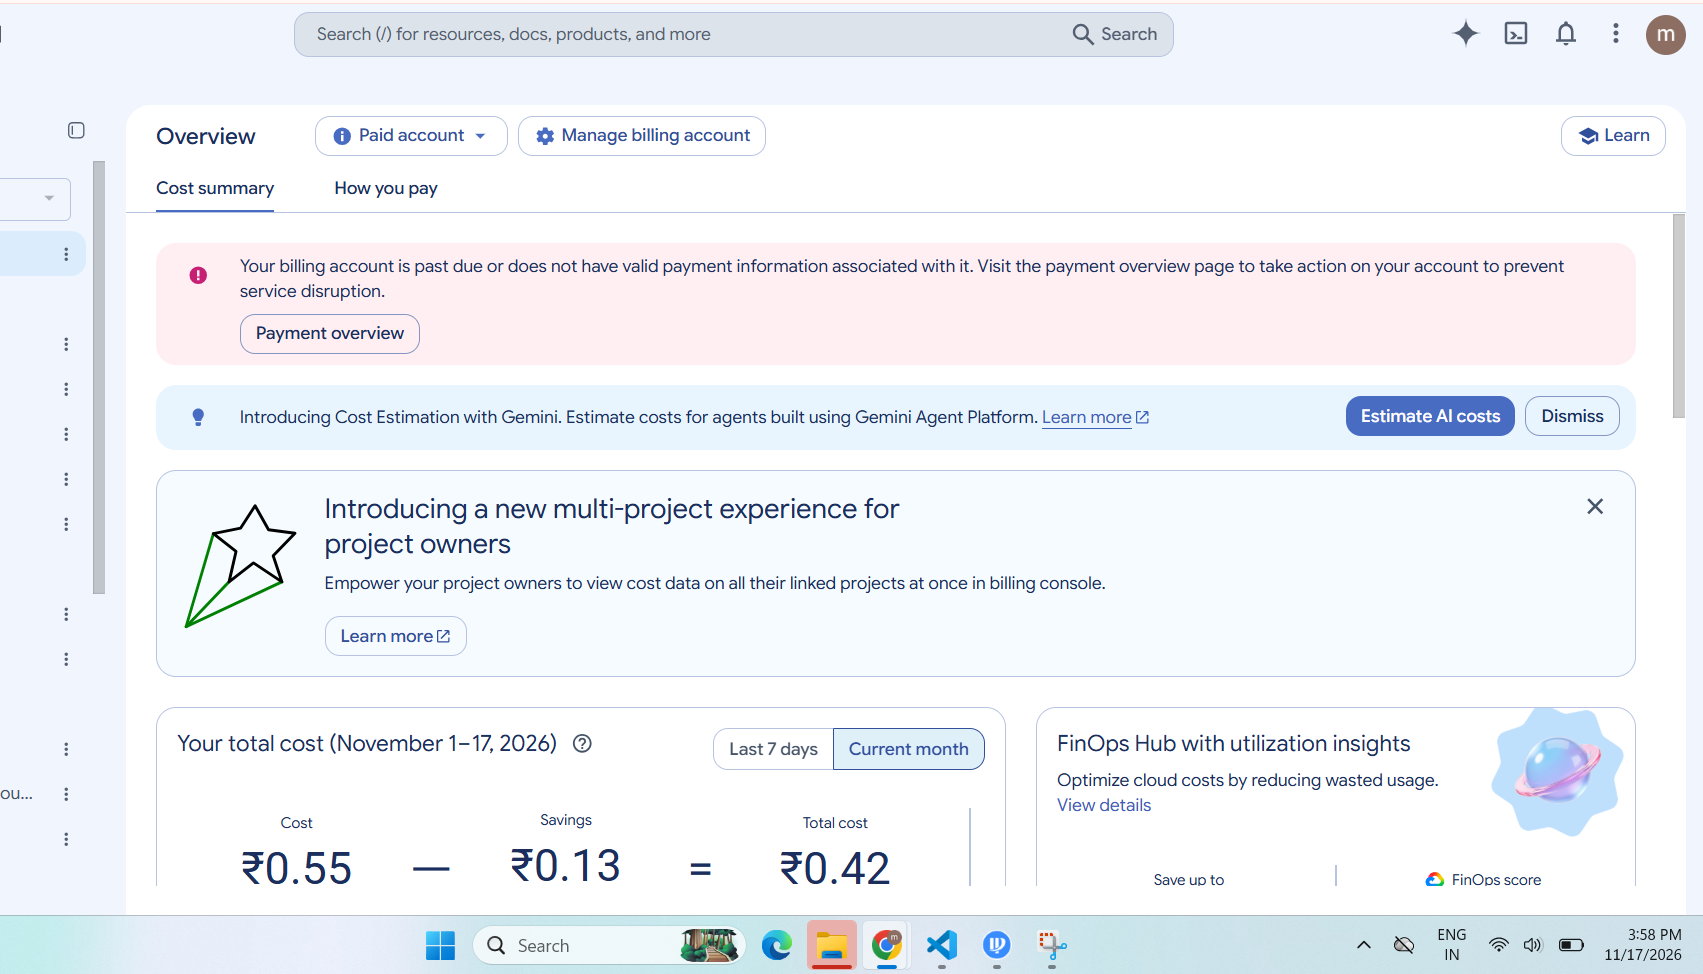 Search (/) for resources, docs, products, and more
Search
m
Overview
Paid account
Manage billing account
Learn
Cost summary
How you pay
Your billing account is past due or does not have valid payment information associated with it. Visit the payment overview page to take action on your account to prevent
service disruption.
Payment overview
Introducing Cost Estimation with Gemini. Estimate costs for agents built using Gemini Agent Platform. Learn more
Estimate AI costs
Dismiss
Introducing a new multi-project experience for
project owners
Empower your project owners to view cost data on all their linked projects at once in billing console.
Learn more
Your total cost (November 1–17, 2026)
Last 7 days
Current month
Cost
Savings
Total cost
₹0.55 — ₹0.13 = ₹0.42
FinOps Hub with utilization insights
Optimize cloud costs by reducing wasted usage.
View details
Save up to
FinOps score
ou...
Search
ENG
IN
3:58 PM
11/17/2026